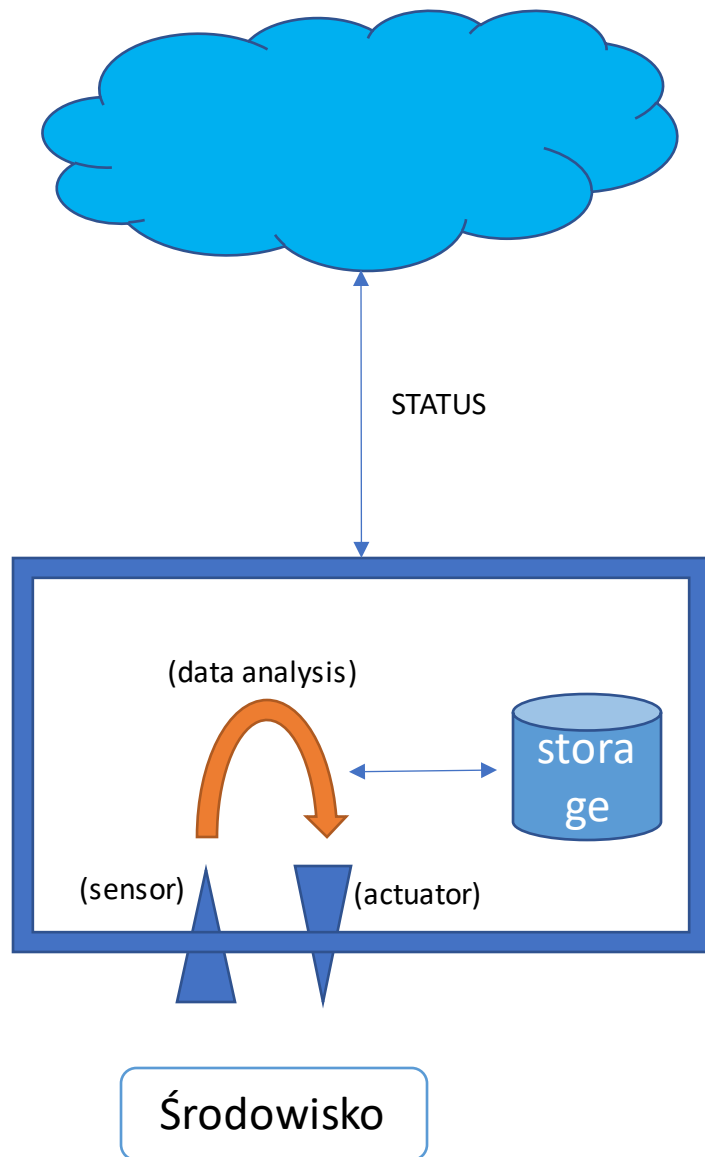 STATUS
(data analysis)
stora
ge
(sensor)
(actuator)
Środowisko